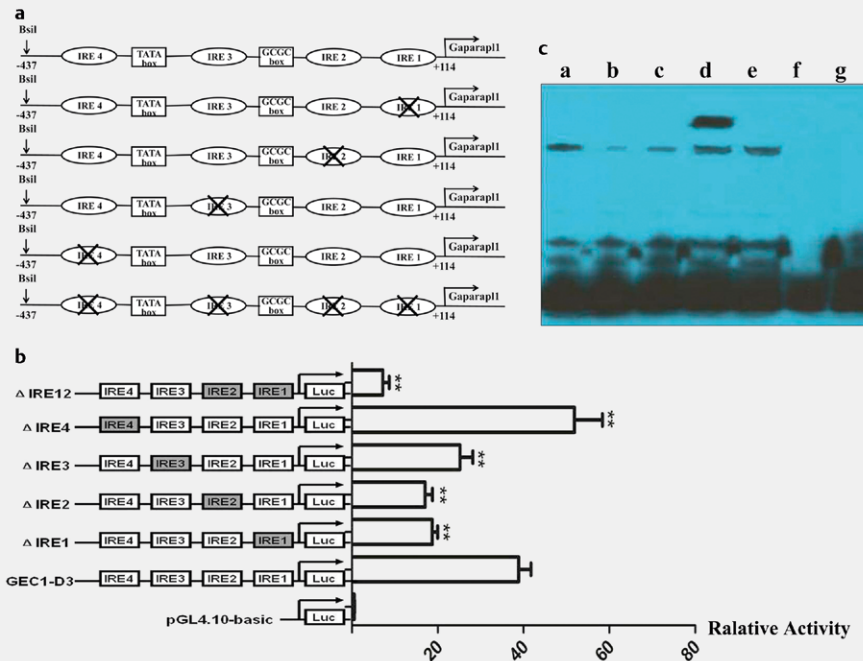 a
BsiI
-437
IRE 4
TATA
box
IRE 3
GCGC
box
IRE 2
IRE 1
Gaparapl1
+114
BsiI
-437
IRE 4
TATA
box
IRE 3
GCGC
box
IRE 2
IRE 1
Gaparapl1
+114
BsiI
-437
IRE 4
TATA
box
IRE 3
GCGC
box
IRE 2
IRE 1
Gaparapl1
+114
BsiI
-437
IRE 4
TATA
box
IRE 3
GCGC
box
IRE 2
IRE 1
Gaparapl1
+114
BsiI
-437
IRE 4
TATA
box
IRE 3
GCGC
box
IRE 2
IRE 1
Gaparapl1
+114
BsiI
-437
IRE 4
TATA
box
IRE 3
GCGC
box
IRE 2
IRE 1
Gaparapl1
+114
c
a b c d e f g
b
Δ IRE12 IRE4 IRE3 IRE2 IRE1 Luc **
Δ IRE4 IRE4 IRE3 IRE2 IRE1 Luc **
Δ IRE3 IRE4 IRE3 IRE2 IRE1 Luc **
Δ IRE2 IRE4 IRE3 IRE2 IRE1 Luc **
Δ IRE1 IRE4 IRE3 IRE2 IRE1 Luc **
GEC1-D3 IRE4 IRE3 IRE2 IRE1 Luc
pGL4.10-basic Luc
20 40 60 80
Ralative Activity